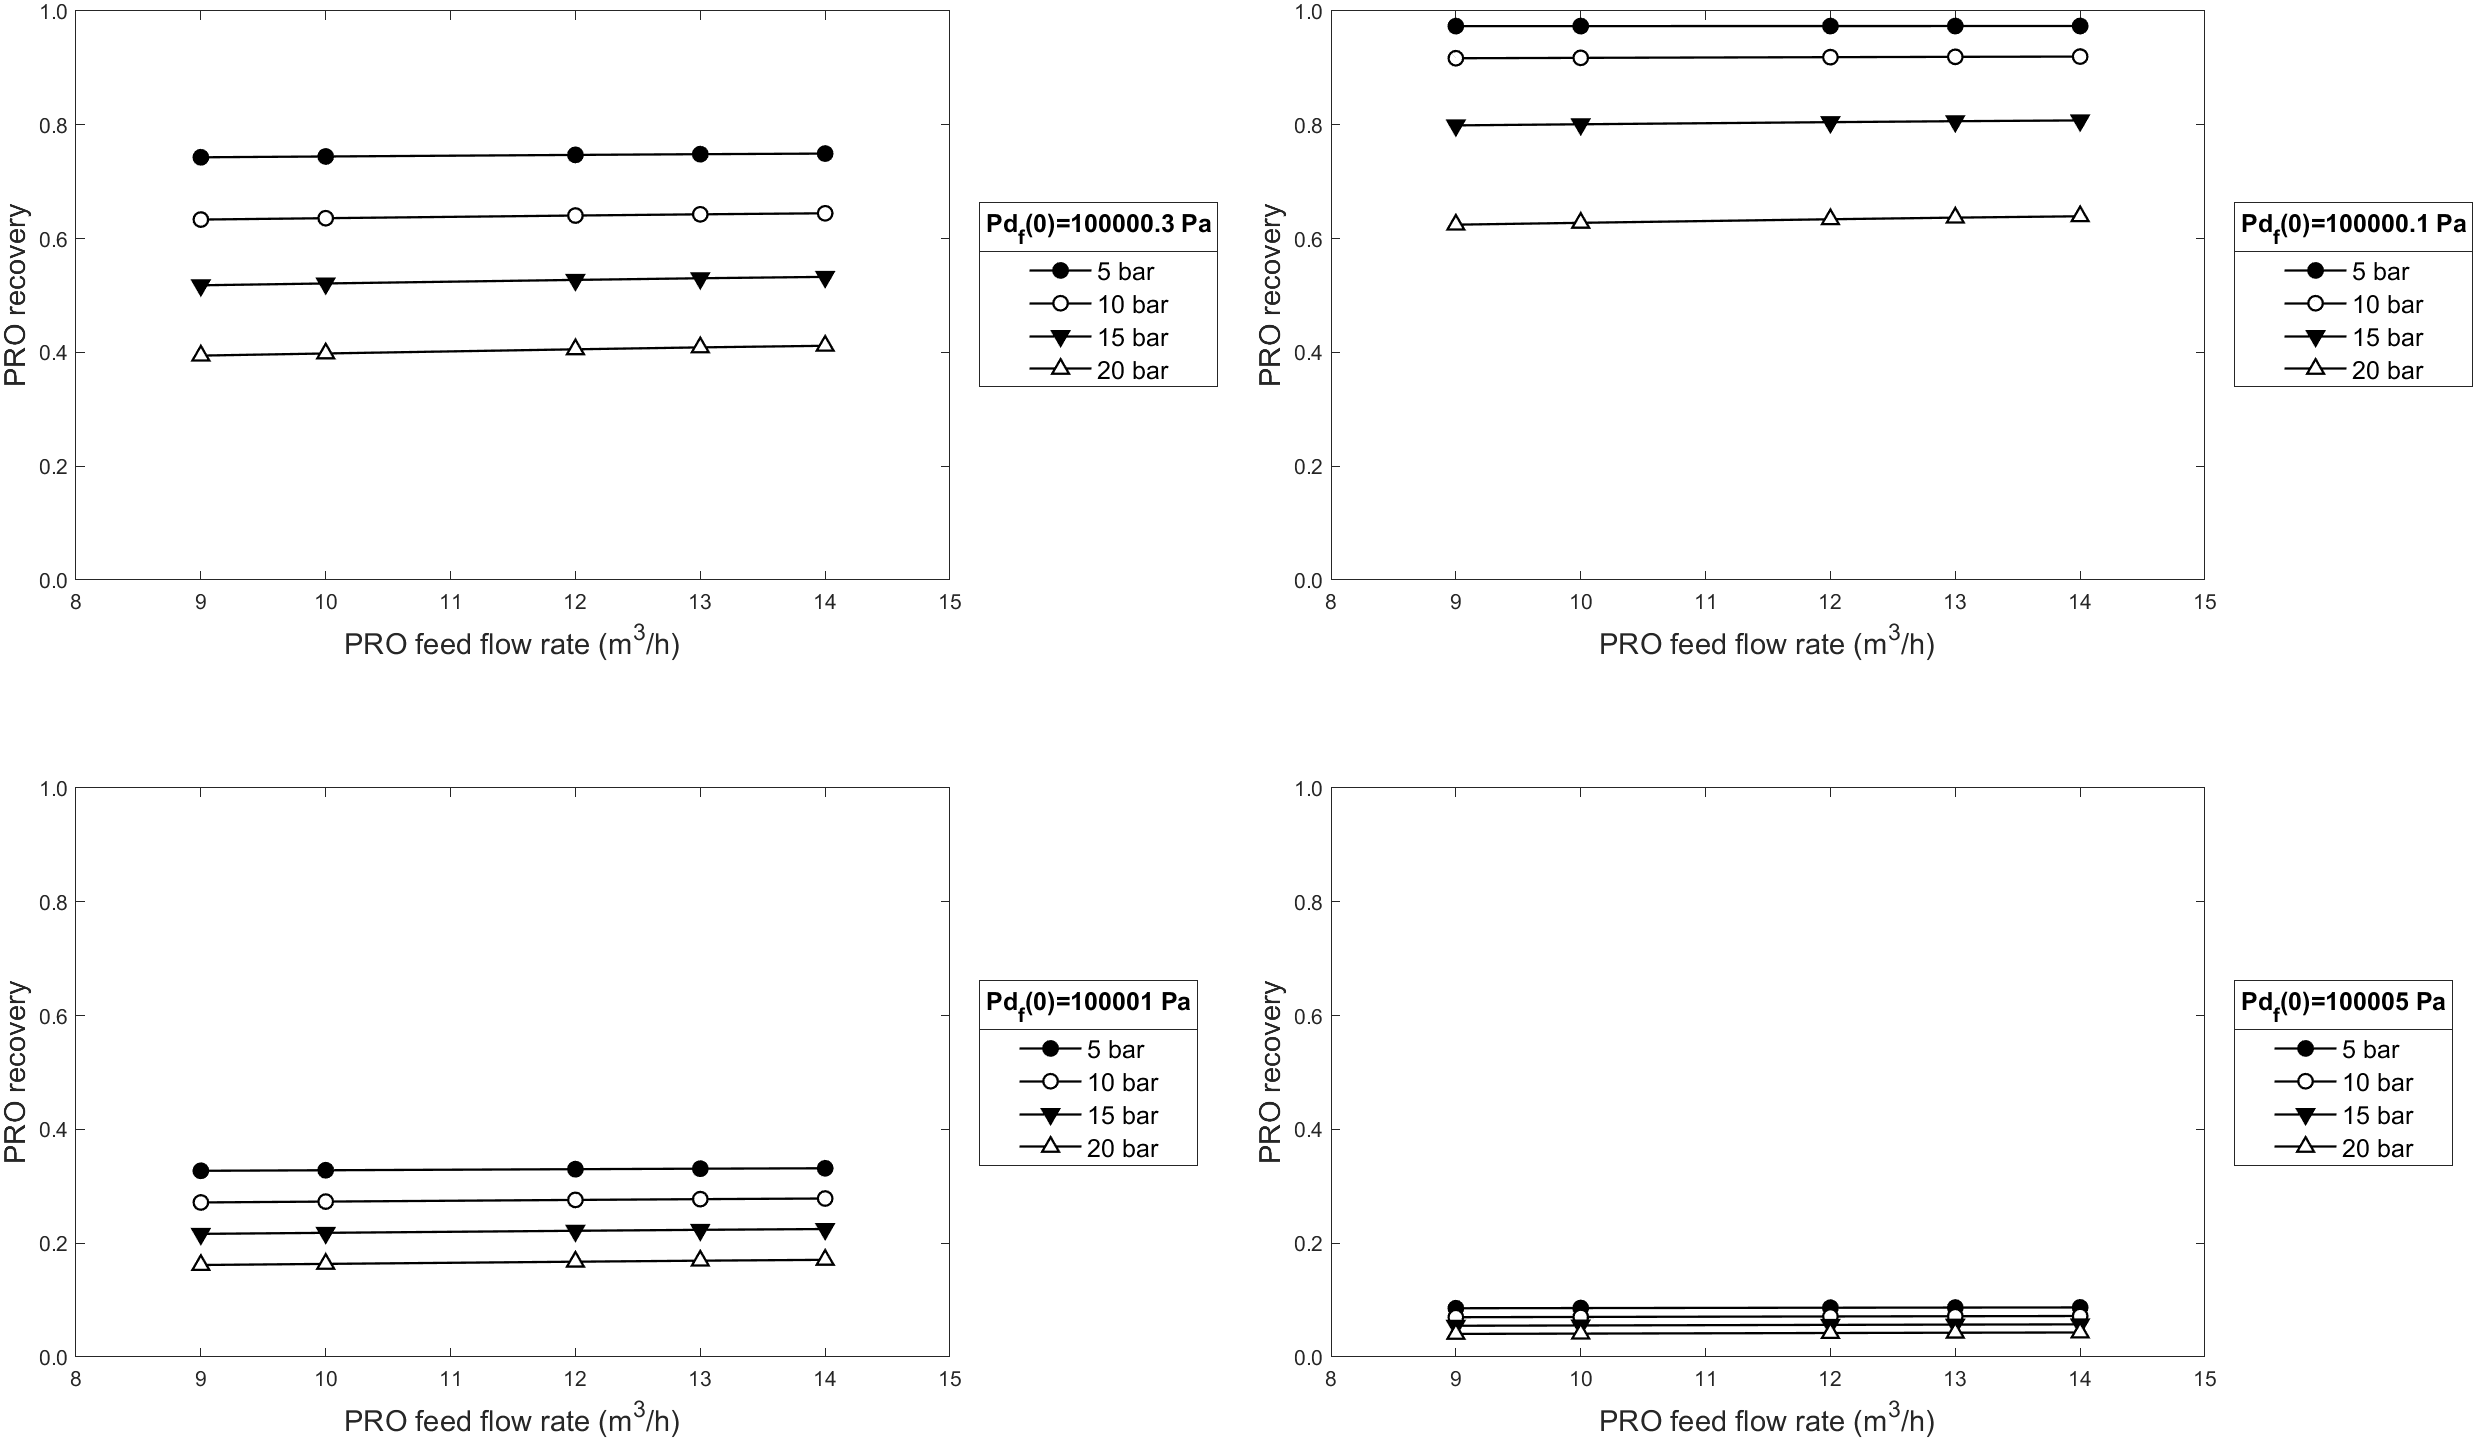 1.0
0.8
0.6
0.4
0.2
0.0
PRO recovery
8 9 10 11 12 13 14 15
PRO feed flow rate (m³/h)
Pd_f(0)=100000.3 Pa
5 bar
10 bar
15 bar
20 bar
1.0
0.8
0.6
0.4
0.2
0.0
PRO recovery
8 9 10 11 12 13 14 15
PRO feed flow rate (m³/h)
Pd_f(0)=100000.1 Pa
5 bar
10 bar
15 bar
20 bar
1.0
0.8
0.6
0.4
0.2
0.0
PRO recovery
8 9 10 11 12 13 14 15
PRO feed flow rate (m³/h)
Pd_f(0)=100001 Pa
5 bar
10 bar
15 bar
20 bar
1.0
0.8
0.6
0.4
0.2
0.0
PRO recovery
8 9 10 11 12 13 14 15
PRO feed flow rate (m³/h)
Pd_f(0)=100005 Pa
5 bar
10 bar
15 bar
20 bar